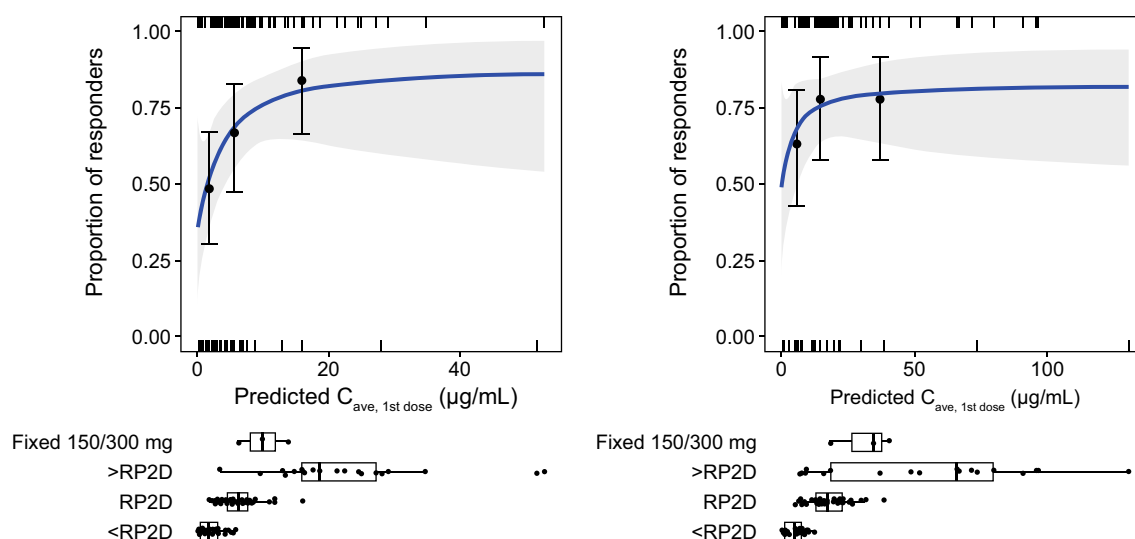 Proportion of responders
1.00
0.75
0.50
0.25
0.00
0
20
40
Predicted C ave, 1st dose (µg/mL)
Fixed 150/300 mg
>RP2D
RP2D
<RP2D
Proportion of responders
1.00
0.75
0.50
0.25
0.00
0
50
100
Predicted C ave, 1st dose (µg/mL)
Fixed 150/300 mg
>RP2D
RP2D
<RP2D